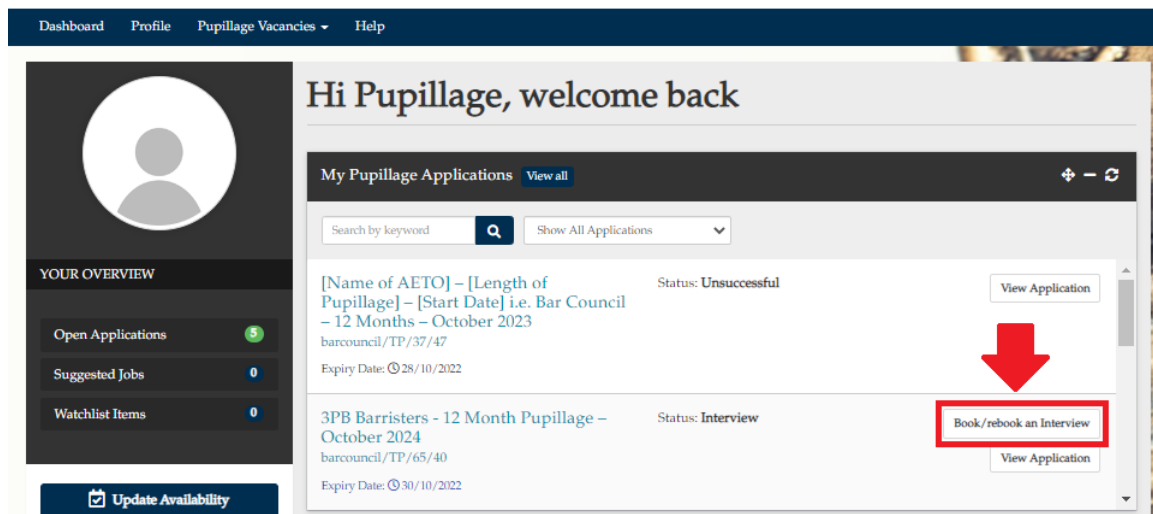 Dashboard Profile Pupillage Vacancies Help
Hi Pupillage, welcome back
My Pupillage Applications View all
Search by keyword Show All Applications
YOUR OVERVIEW
Open Applications 5
Suggested Jobs 0
Watchlist Items 0
Update Availability
[Name of AETO] – [Length of
Pupillage] – [Start Date] i.e. Bar Council
– 12 Months – October 2023
barcouncil/TP/37/47
Expiry Date: 28/10/2022
Status: Unsuccessful
View Application
3PB Barristers - 12 Month Pupillage –
October 2024
barcouncil/TP/65/40
Expiry Date: 30/10/2022
Status: Interview
Book/rebook an Interview
View Application